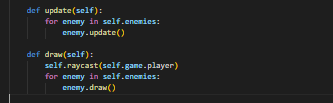 def update(self):
    for enemy in self.enemies:
        enemy.update()

def draw(self):
    self.raycast(self.game.player)
    for enemy in self.enemies:
        enemy.draw()